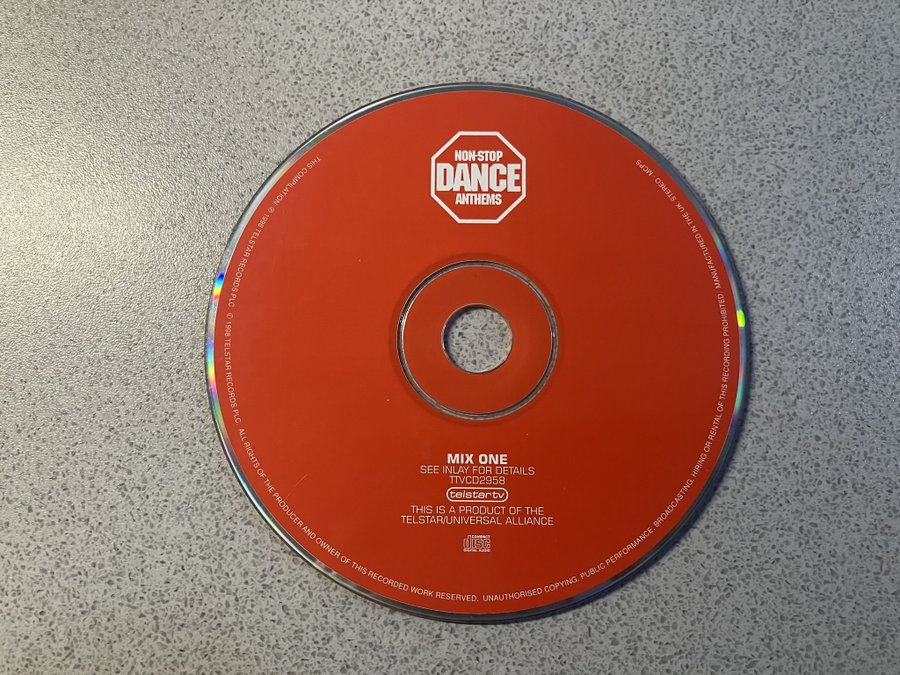 NON-STOP
DANCE
ANTHEMS
MIX ONE
SEE INLAY FOR DETAILS
TTVCD2958
telstar tv
THIS IS A PRODUCT OF THE
TELSTAR/UNIVERSAL ALLIANCE
COMPACT
disc
DIGITAL AUDIO
THIS COMPILATION ℗ 1998 TELSTAR RECORDS PLC © 1998 TELSTAR RECORDS PLC. ALL RIGHTS OF THE PRODUCER AND OWNER OF THIS RECORDED WORK RESERVED. UNAUTHORISED COPYING, PUBLIC PERFORMANCE, BROADCASTING, HIRING OR RENTAL OF THIS RECORDING PROHIBITED. MANUFACTURED IN THE UK STEREO MCPS